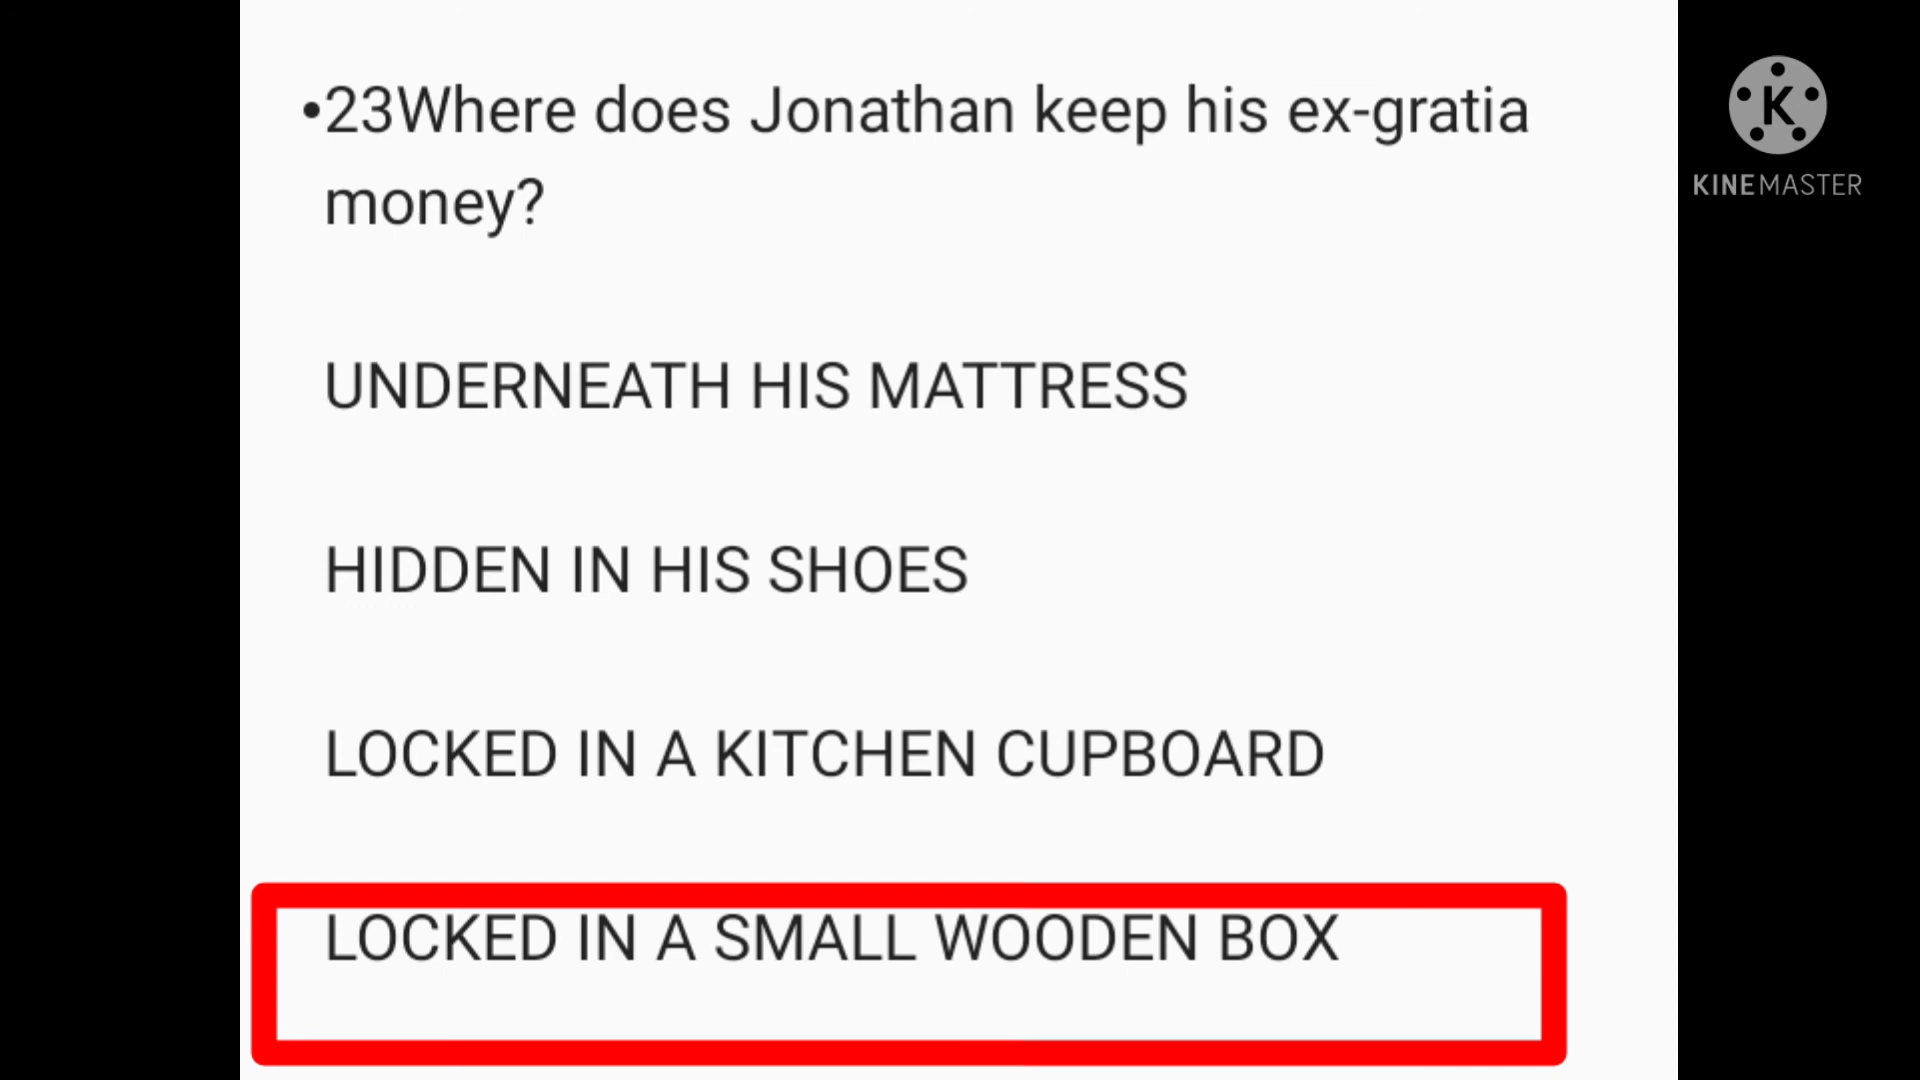 •23Where does Jonathan keep his ex-gratia
money?
UNDERNEATH HIS MATTRESS
HIDDEN IN HIS SHOES
LOCKED IN A KITCHEN CUPBOARD
LOCKED IN A SMALL WOODEN BOX
K
KINEMASTER